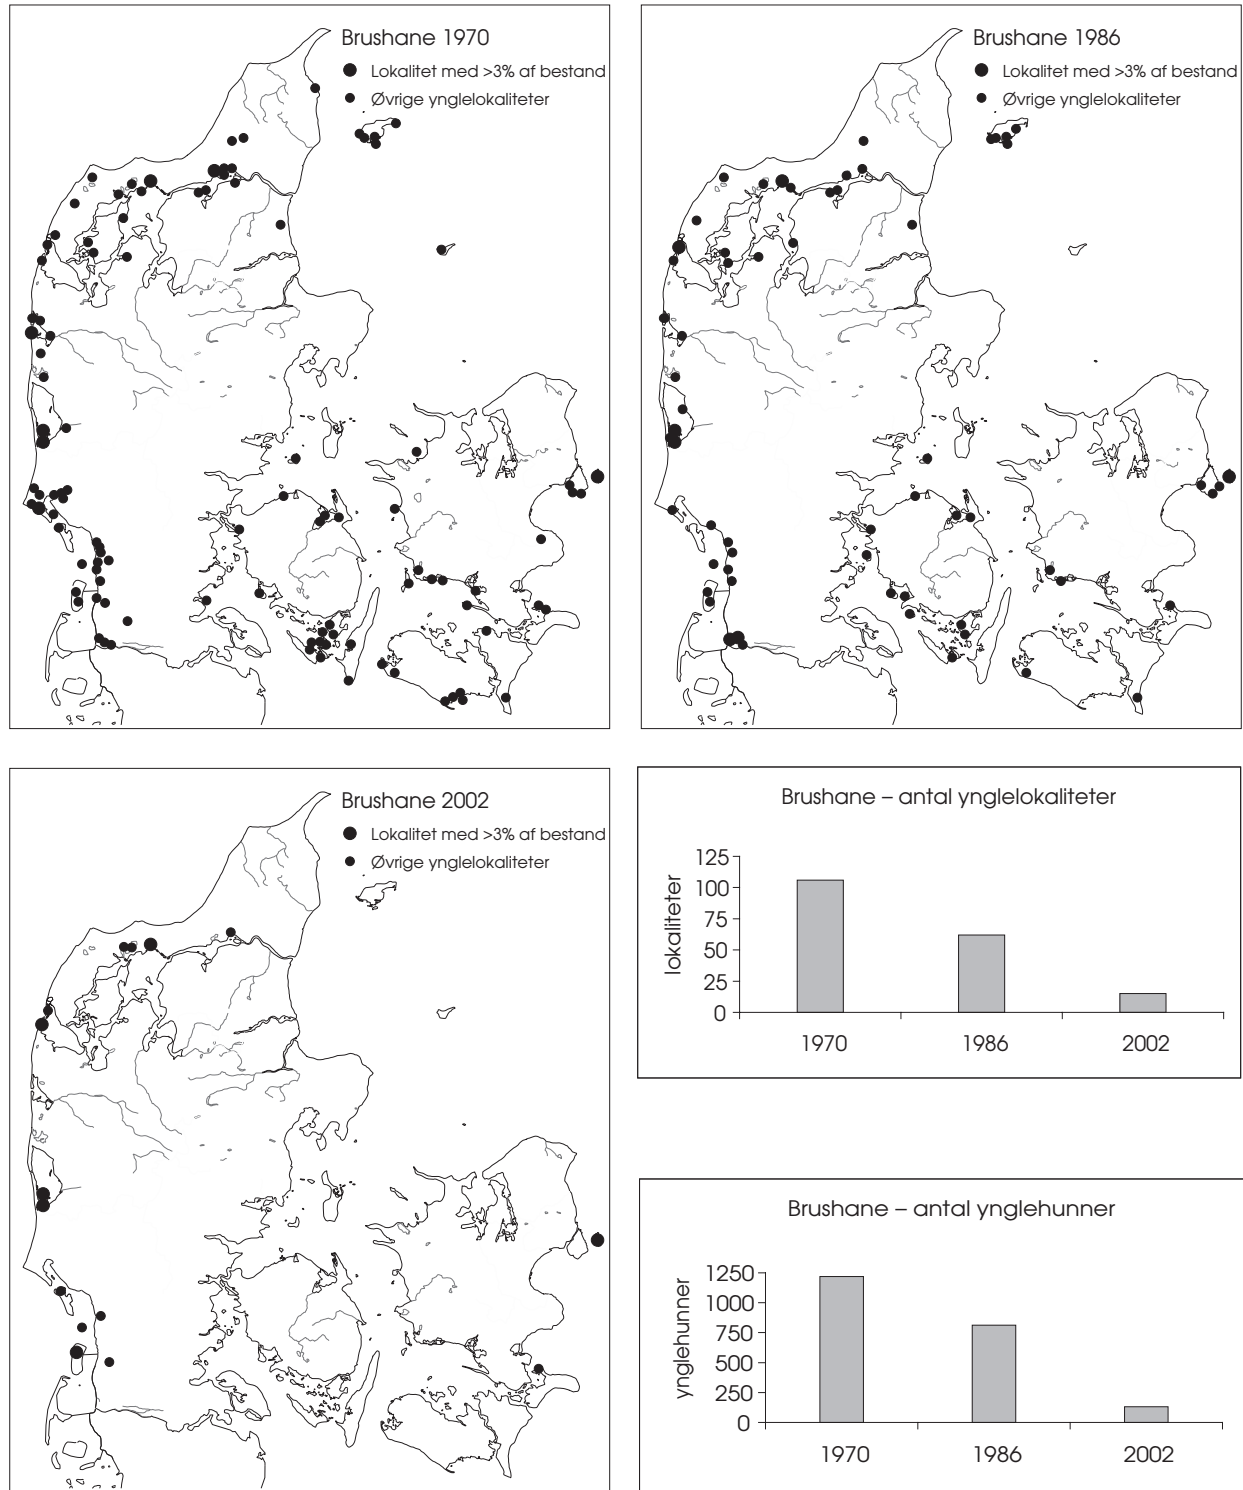 Brushane 1970
Lokalitet med >3% af bestand
Øvrige ynglelokaliteter
Brushane 1986
Lokalitet med >3% af bestand
Øvrige ynglelokaliteter
Brushane 2002
Lokalitet med >3% af bestand
Øvrige ynglelokaliteter
Brushane – antal ynglelokaliteter
lokaliteter
125
100
75
50
25
0
1970 1986 2002
Brushane – antal ynglehunner
ynglehunner
1250
1000
750
500
250
0
1970 1986 2002